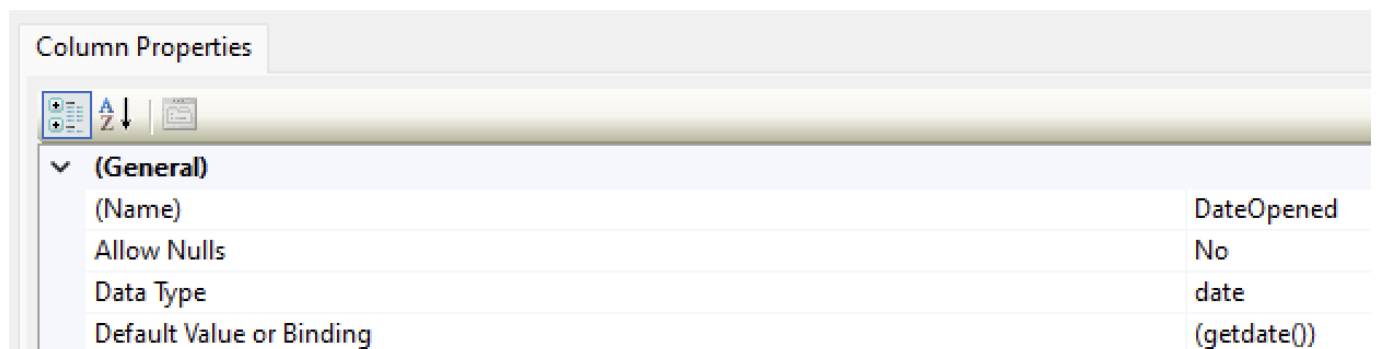 Column Properties
A
Z
(General)
(Name) DateOpened
Allow Nulls No
Data Type date
Default Value or Binding (getdate())